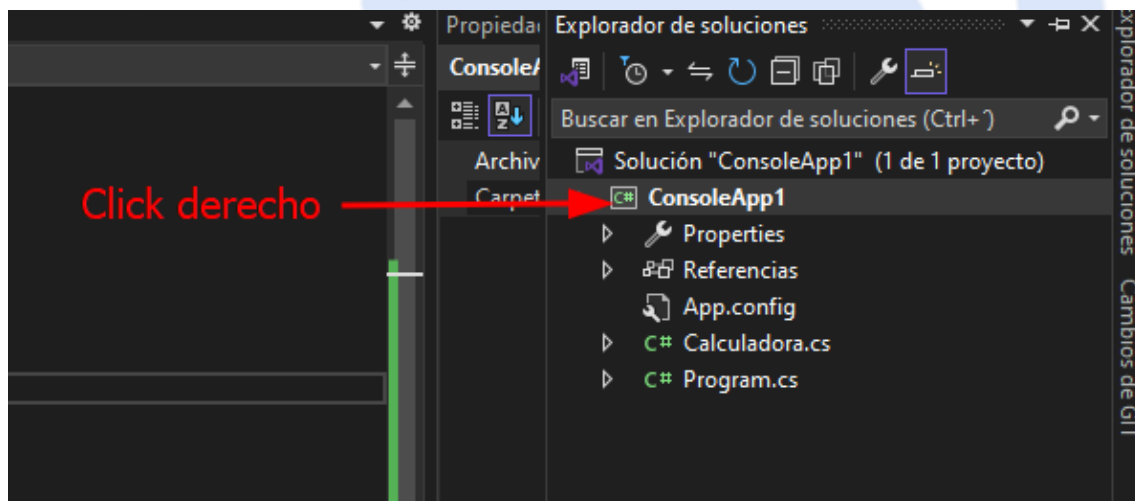 Propieda
Explorador de soluciones
ConsoleA
Buscar en Explorador de soluciones (Ctrl+´)
Archiv
Solución "ConsoleApp1" (1 de 1 proyecto)
Carpet
Click derecho
C# ConsoleApp1
Properties
Referencias
App.config
C# Calculadora.cs
C# Program.cs
Explorador de soluciones
Cambios de GIT